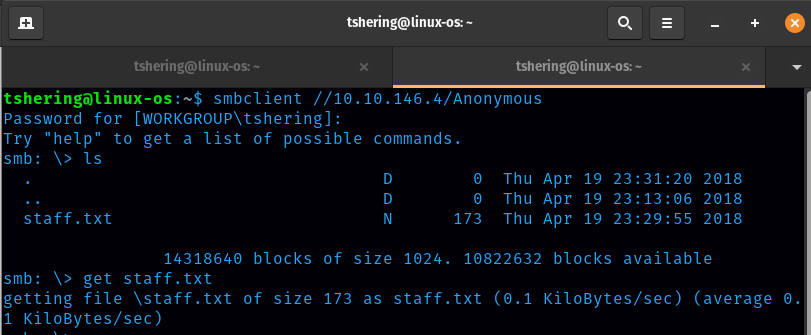 tshering@linux-os: ~
tshering@linux-os: ~
tshering@linux-os: ~
tshering@linux-os:~$ smbclient //10.10.146.4/Anonymous
Password for [WORKGROUP\tshering]:
Try "help" to get a list of possible commands.
smb: \> ls
. D 0 Thu Apr 19 23:31:20 2018
.. D 0 Thu Apr 19 23:13:06 2018
staff.txt N 173 Thu Apr 19 23:29:55 2018
14318640 blocks of size 1024. 10822632 blocks available
smb: \> get staff.txt
getting file \staff.txt of size 173 as staff.txt (0.1 KiloBytes/sec) (average 0.
1 KiloBytes/sec)